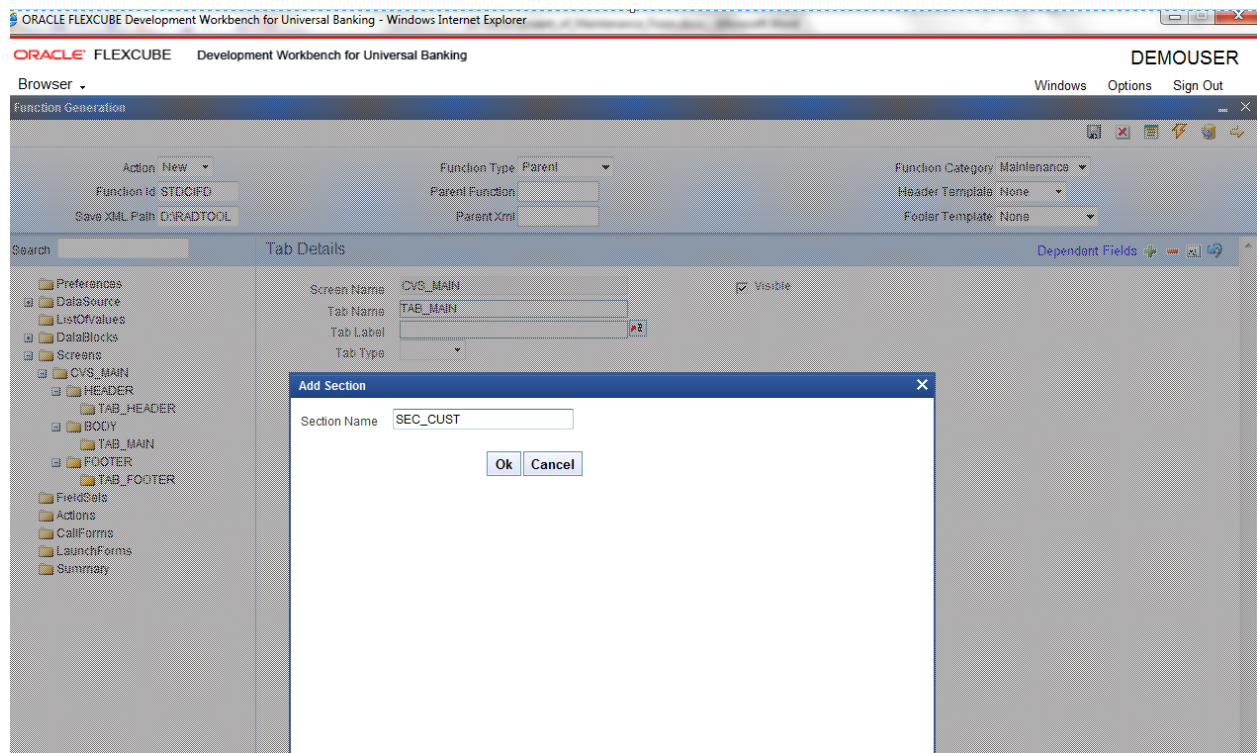 ORACLE FLEXCUBE Development Workbench for Universal Banking - Windows Internet Explorer
ORACLE FLEXCUBE Development Workbench for Universal Banking DEMOUSER
Browser Windows Options Sign Out
Function Generation
Action New Function Type Parent Function Category Maintenance
Function Id STDCIFD Parent Function Header Template None
Save XML Path D:\RADTOOL Parent Xml Footer Template None
Search Tab Details Dependent Fields
Preferences
DataSource
ListOfValues
DataBlocks
Screens
CVS_MAIN
HEADER
TAB_HEADER
BODY
TAB_MAIN
FOOTER
TAB_FOOTER
FieldSets
Actions
CallForms
LaunchForms
Summary
Screen Name CVS_MAIN Visible
Tab Name TAB_MAIN
Tab Label
Tab Type
Add Section
Section Name SEC_CUST
Ok Cancel